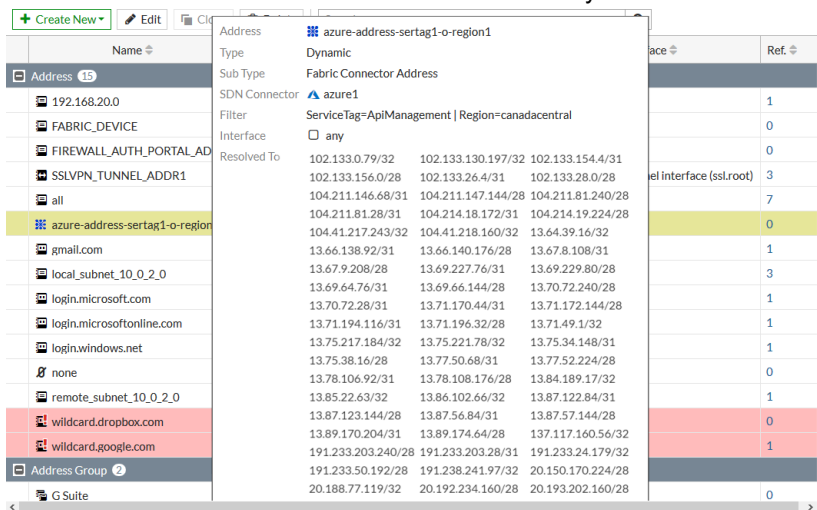 Create New Edit
Name face Ref.
Address 15
192.168.20.0 1
FABRIC_DEVICE 0
FIREWALL_AUTH_PORTAL_AD 0
SSLVPN_TUNNEL_ADDR1 el interface (ssl.root) 3
all 7
azure-address-sertag1-o-region 0
gmail.com 1
local_subnet_10_0_2_0 3
login.microsoft.com 1
login.microsoftonline.com 1
login.windows.net 1
none 0
remote_subnet_10_0_2_0 1
wildcard.dropbox.com 0
wildcard.google.com 1
Address Group 2
G Suite 0
Address azure-address-sertag1-o-region1
Type Dynamic
Sub Type Fabric Connector Address
SDN Connector azure1
Filter ServiceTag=ApiManagement | Region=canadacentral
Interface any
Resolved To 102.133.0.79/32 102.133.130.197/32 102.133.154.4/31
102.133.156.0/28 102.133.26.4/31 102.133.28.0/28
104.211.146.68/31 104.211.147.144/28 104.211.81.240/28
104.211.81.28/31 104.214.18.172/31 104.214.19.224/28
104.41.217.243/32 104.41.218.160/32 13.64.39.16/32
13.66.138.92/31 13.66.140.176/28 13.67.8.108/31
13.67.9.208/28 13.69.227.76/31 13.69.229.80/28
13.69.64.76/31 13.69.66.144/28 13.70.72.240/28
13.70.72.28/31 13.71.170.44/31 13.71.172.144/28
13.71.194.116/31 13.71.196.32/28 13.71.49.1/32
13.75.217.184/32 13.75.221.78/32 13.75.34.148/31
13.75.38.16/28 13.77.50.68/31 13.77.52.224/28
13.78.106.92/31 13.78.108.176/28 13.84.189.17/32
13.85.22.63/32 13.86.102.66/32 13.87.122.84/31
13.87.123.144/28 13.87.56.84/31 13.87.57.144/28
13.89.170.204/31 13.89.174.64/28 137.117.160.56/32
191.233.203.240/28 191.233.203.28/31 191.233.24.179/32
191.233.50.192/28 191.238.241.97/32 20.150.170.224/28
20.188.77.119/32 20.192.234.160/28 20.193.202.160/28